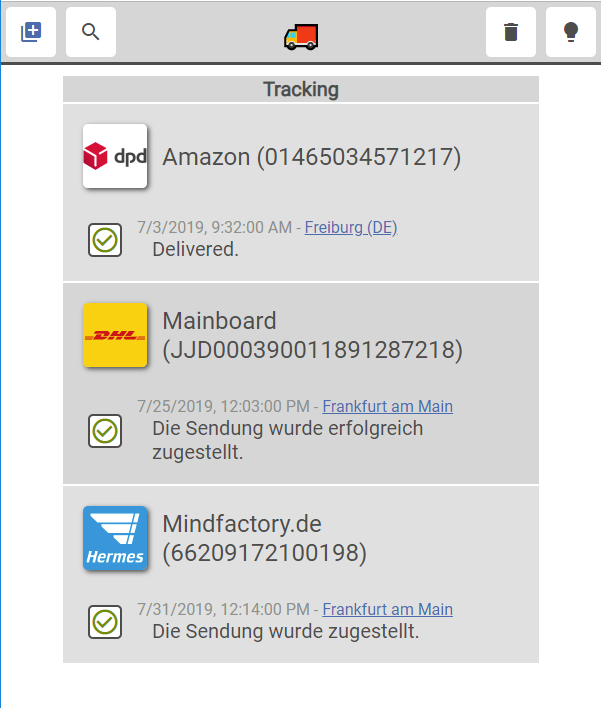 Tracking
dpd
Amazon (01465034571217)
7/3/2019, 9:32:00 AM - Freiburg (DE)
Delivered.
DHL
Mainboard
(JJD000390011891287218)
7/25/2019, 12:03:00 PM - Frankfurt am Main
Die Sendung wurde erfolgreich
zugestellt.
Hermes
Mindfactory.de
(66209172100198)
7/31/2019, 12:14:00 PM - Frankfurt am Main
Die Sendung wurde zugestellt.